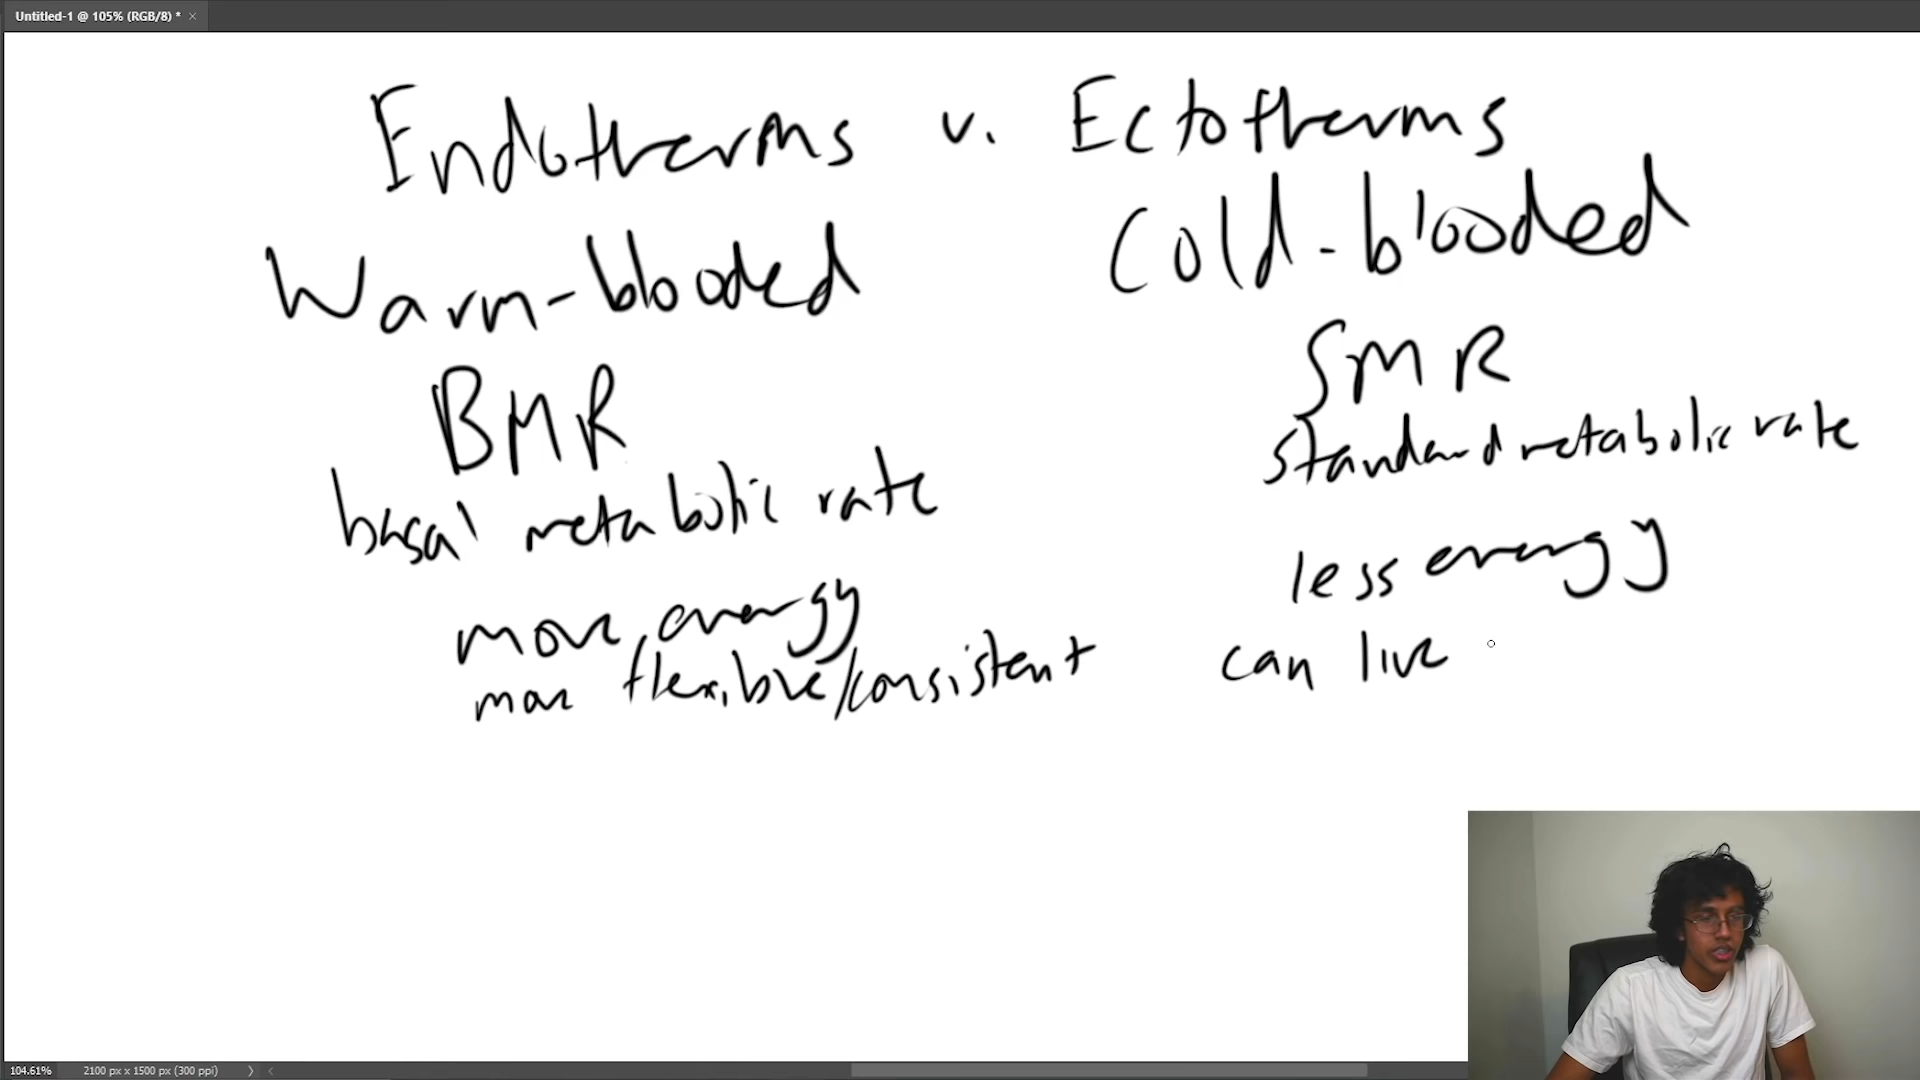 Untitled-1 @ 105% (RGB/8) * ×
Endotherms v. Ectotherms
Warm-blooded
Cold-blooded
BMR
SMR
basal metabolic rate
standard metabolic rate
more energy
less energy
more flexible/consistent
can live
104.61% 2100 px x 1500 px (300 ppi)